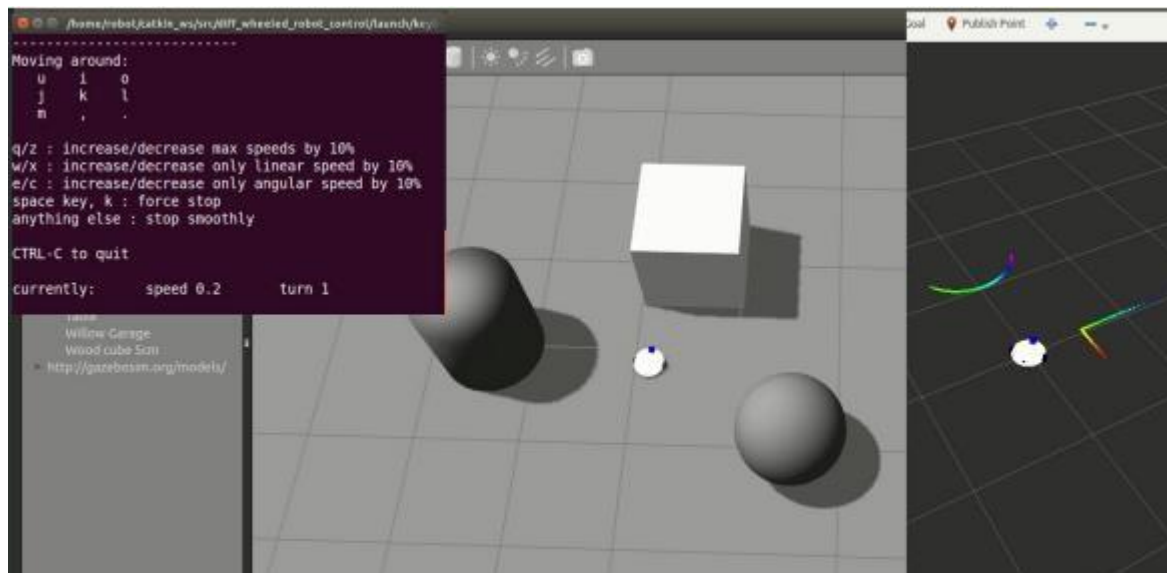 /home/robot/catkin_ws/src/diff_wheeled_robot_control/launch/key
---------------------------
Moving around:
u i o
j k l
m , .
q/z : increase/decrease max speeds by 10%
w/x : increase/decrease only linear speed by 10%
e/c : increase/decrease only angular speed by 10%
space key, k : force stop
anything else : stop smoothly
CTRL-C to quit
currently: speed 0.2 turn 1
Table
Willow Garage
Wood cube 5cm
http://gazebosim.org/models/
Goal
Publish Point